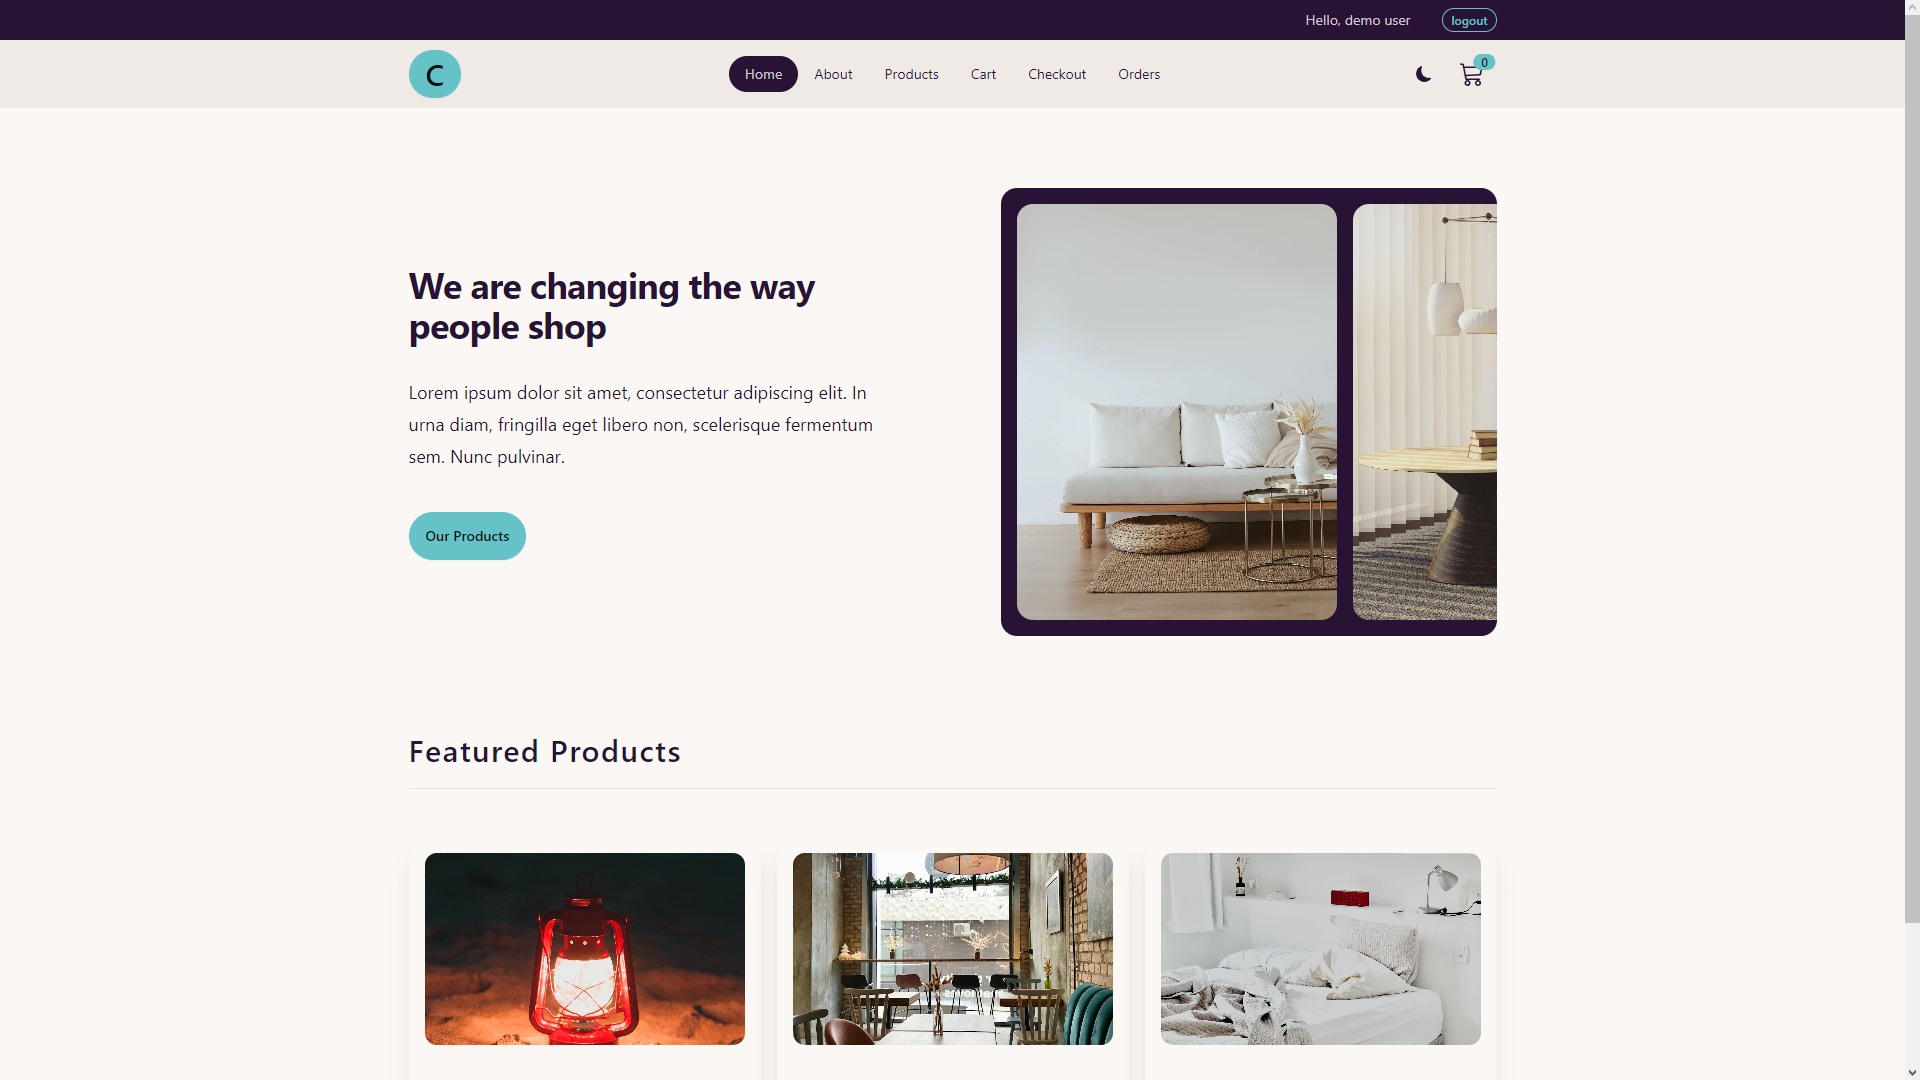 Hello, demo user
logout
C
Home
About
Products
Cart
Checkout
Orders
0
We are changing the way
people shop
Lorem ipsum dolor sit amet, consectetur adipiscing elit. In
urna diam, fringilla eget libero non, scelerisque fermentum
sem. Nunc pulvinar.
Our Products
Featured Products